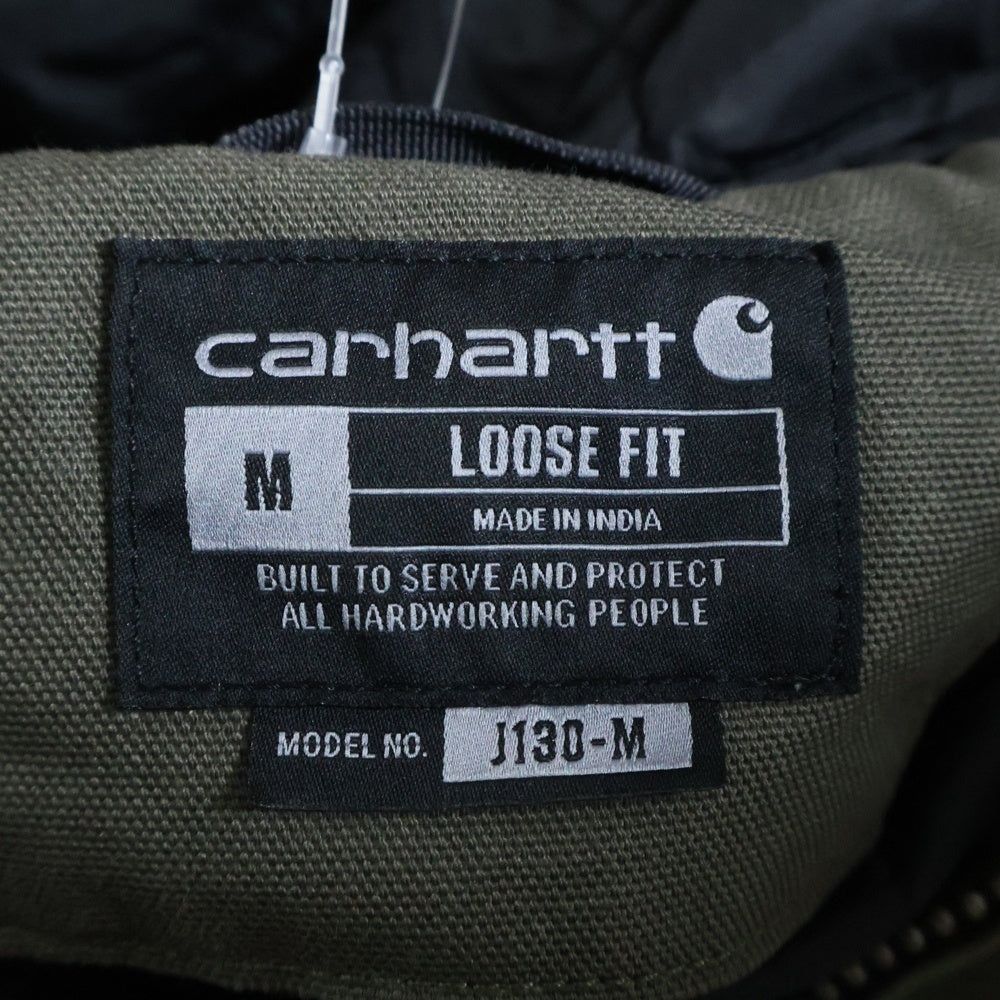 carhartt
M
LOOSE FIT
MADE IN INDIA
BUILT TO SERVE AND PROTECT
ALL HARDWORKING PEOPLE
MODEL NO. J130-M